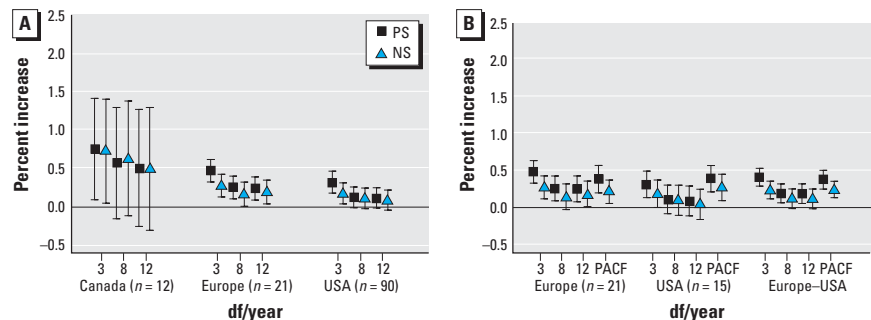 A
Percent increase
2.5
2.0
1.5
1.0
0.5
0.0
−0.5
PS
NS
3 8 12 3 8 12 3 8 12
Canada (n = 12) Europe (n = 21) USA (n = 90)
df/year
B
Percent increase
2.5
2.0
1.5
1.0
0.5
0.0
−0.5
3 8 12 PACF 3 8 12 PACF 3 8 12 PACF
Europe (n = 21) USA (n = 15) Europe–USA
df/year